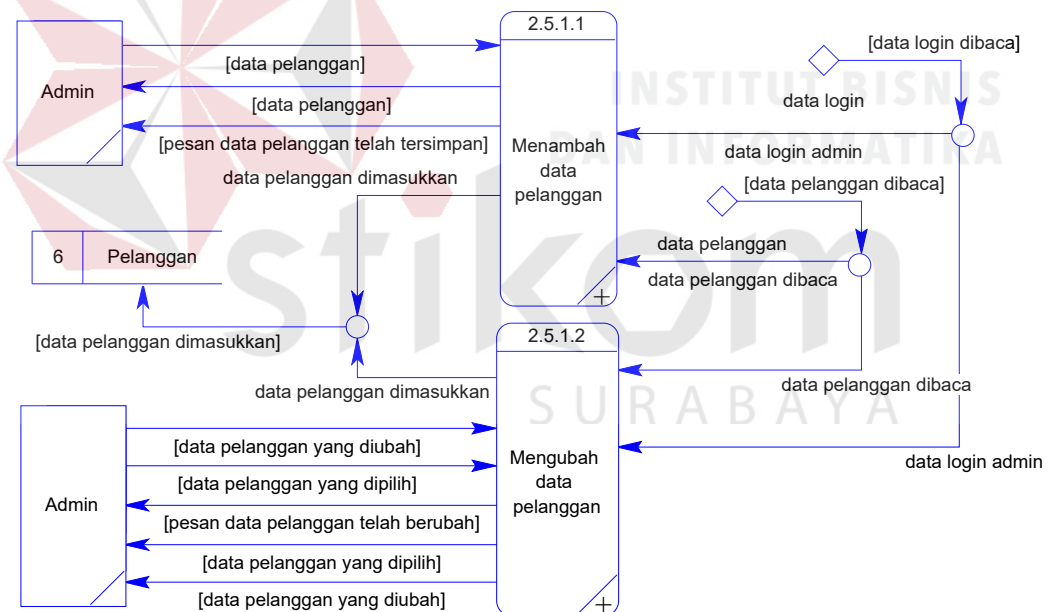 2.5.1.1
[data login dibaca]
[data pelanggan]
Admin
INSTITUT BISNIS
DAN INFORMATIKA
data login
[data pelanggan]
[pesan data pelanggan telah tersimpan]
Menambah
data
pelanggan
data login admin
data pelanggan dimasukkan
[data pelanggan dibaca]
6 Pelanggan
data pelanggan
data pelanggan dibaca
stikom
[data pelanggan dimasukkan]
2.5.1.2
data pelanggan dimasukkan
data pelanggan dibaca
SURABAYA
[data pelanggan yang diubah]
Mengubah
data
pelanggan
data login admin
[data pelanggan yang dipilih]
Admin
[pesan data pelanggan telah berubah]
[data pelanggan yang dipilih]
[data pelanggan yang diubah]